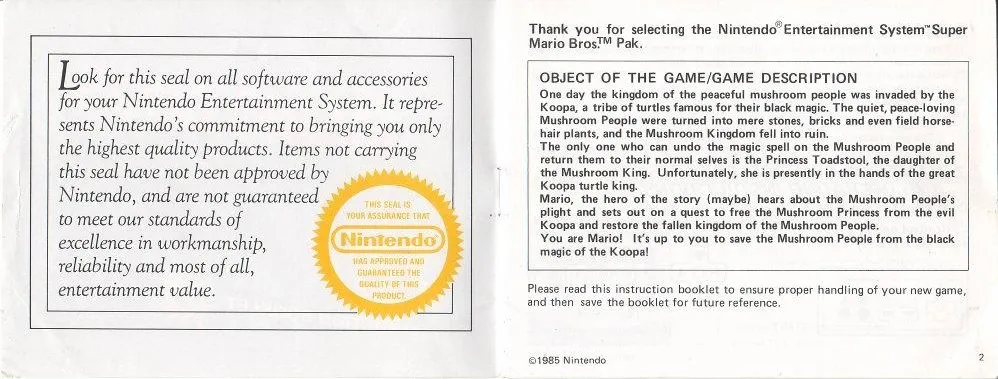 Look for this seal on all software and accessories
for your Nintendo Entertainment System. It repre-
sents Nintendo's commitment to bringing you only
the highest quality products. Items not carrying
this seal have not been approved by
Nintendo, and are not guaranteed
to meet our standards of
excellence in workmanship,
reliability and most of all,
entertainment value.
THIS SEAL IS
YOUR ASSURANCE THAT
Nintendo
HAS APPROVED AND
GUARANTEED THE
QUALITY OF THIS
PRODUCT.
Thank you for selecting the Nintendo® Entertainment System™ Super
Mario Bros.™ Pak.
OBJECT OF THE GAME/GAME DESCRIPTION
One day the kingdom of the peaceful mushroom people was invaded by the
Koopa, a tribe of turtles famous for their black magic. The quiet, peace-loving
Mushroom People were turned into mere stones, bricks and even field horse-
hair plants, and the Mushroom Kingdom fell into ruin.
The only one who can undo the magic spell on the Mushroom People and
return them to their normal selves is the Princess Toadstool, the daughter of
the Mushroom King. Unfortunately, she is presently in the hands of the great
Koopa turtle king.
Mario, the hero of the story (maybe) hears about the Mushroom People's
plight and sets out on a quest to free the Mushroom Princess from the evil
Koopa and restore the fallen kingdom of the Mushroom People.
You are Mario! It's up to you to save the Mushroom People from the black
magic of the Koopa!
Please read this instruction booklet to ensure proper handling of your new game,
and then save the booklet for future reference.
©1985 Nintendo
2